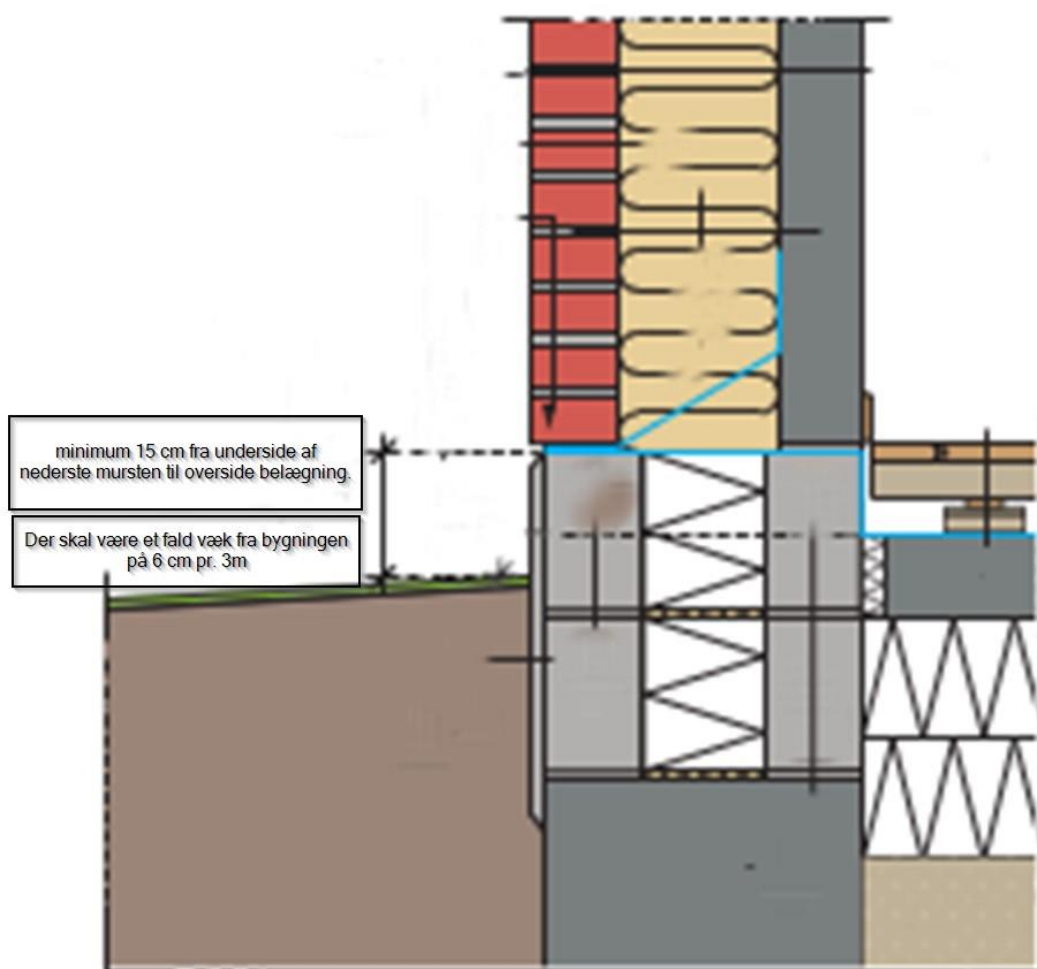 minimum 15 cm fra underside af
nederste mursten til overside belægning.
Der skal være et fald væk fra bygningen
på 6 cm pr. 3m